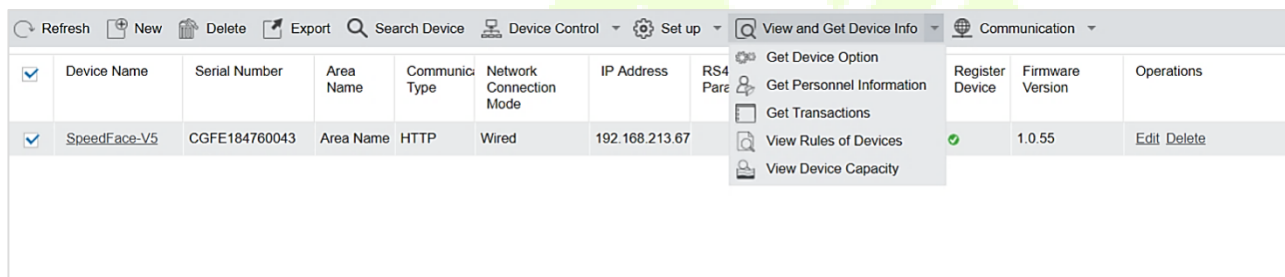 Refresh New Delete Export Search Device Device Control Set up View and Get Device Info Communication
Device Name Serial Number Area Name Communica Type Network Connection Mode IP Address RS4 Para Register Device Firmware Version Operations
Get Device Option
Get Personnel Information
Get Transactions
View Rules of Devices
View Device Capacity
SpeedFace-V5 CGFE184760043 Area Name HTTP Wired 192.168.213.67 1.0.55 Edit Delete